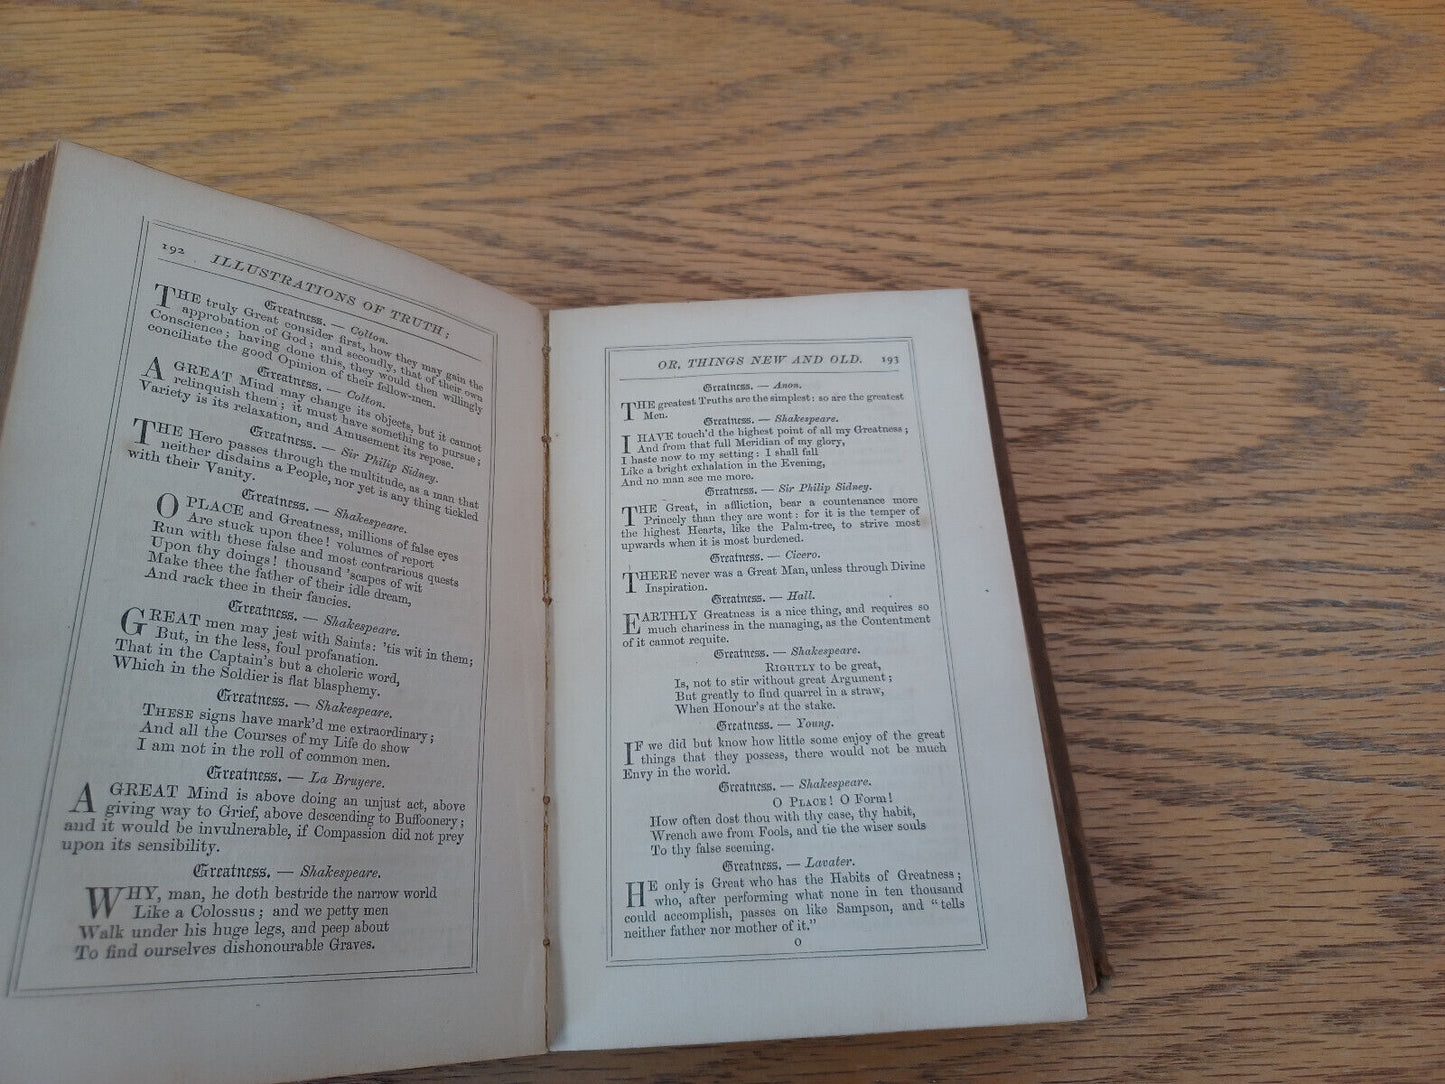 192 ILLUSTRATIONS OF TRUTH;
Greatness. — Colton.
THE truly Great consider first, how they may gain the
approbation of God; and secondly, that of their own
Conscience; having done this, they would then willingly
conciliate the good Opinion of their fellow-men.
Greatness. — Colton.
A GREAT Mind may change its objects, but it cannot
relinquish them; it must have something to pursue;
Variety is its relaxation, and Amusement its repose.
Greatness. — Sir Philip Sidney.
THE Hero passes through the multitude, as a man that
neither disdains a People, nor yet is any thing tickled
with their Vanity.
Greatness. — Shakespeare.
O PLACE and Greatness, millions of false eyes
Are stuck upon thee! volumes of report
Run with these false and most contrarious quests
Upon thy doings! thousand 'scapes of wit
Make thee the father of their idle dream,
And rack thee in their fancies.
Greatness. — Shakespeare.
GREAT men may jest with Saints: 'tis wit in them;
But, in the less, foul profanation.
That in the Captain's but a choleric word,
Which in the Soldier is flat blasphemy.
Greatness. — Shakespeare.
THESE signs have mark'd me extraordinary;
And all the Courses of my Life do show
I am not in the roll of common men.
Greatness. — La Bruyere.
A GREAT Mind is above doing an unjust act, above
giving way to Grief, above descending to Buffoonery;
and it would be invulnerable, if Compassion did not prey
upon its sensibility.
Greatness. — Shakespeare.
WHY, man, he doth bestride the narrow world
Like a Colossus; and we petty men
Walk under his huge legs, and peep about
To find ourselves dishonourable Graves.
OR, THINGS NEW AND OLD. 193
Greatness. — Anon.
THE greatest Truths are the simplest: so are the greatest
Men.
Greatness. — Shakespeare.
I HAVE touch'd the highest point of all my Greatness;
And from that full Meridian of my glory,
I haste now to my setting: I shall fall
Like a bright exhalation in the Evening,
And no man see me more.
Greatness. — Sir Philip Sidney.
THE Great, in affliction, bear a countenance more
Princely than they are wont: for it is the temper of
the highest Hearts, like the Palm-tree, to strive most
upwards when it is most burdened.
Greatness. — Cicero.
THERE never was a Great Man, unless through Divine
Inspiration.
Greatness. — Hall.
EARTHLY Greatness is a nice thing, and requires so
much chariness in the managing, as the Contentment
of it cannot requite.
Greatness. — Shakespeare.
RIGHTLY to be great,
Is, not to stir without great Argument;
But greatly to find quarrel in a straw,
When Honour's at the stake.
Greatness. — Young.
IF we did but know how little some enjoy of the great
things that they possess, there would not be much
Envy in the world.
Greatness. — Shakespeare.
O PLACE! O Form!
How often dost thou with thy case, thy habit,
Wrench awe from Fools, and tie the wiser souls
To thy false seeming.
Greatness. — Lavater.
HE only is Great who has the Habits of Greatness;
who, after performing what none in ten thousand
could accomplish, passes on like Sampson, and "tells
neither father nor mother of it."
O